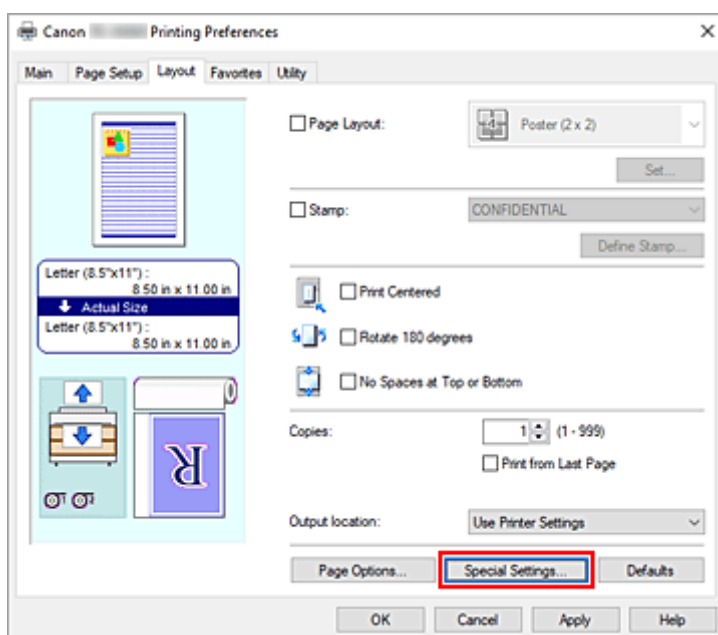 Canon Printing Preferences
Main Page Setup Layout Favorites Utility
Page Layout: Poster (2 x 2)
Set...
Stamp: CONFIDENTIAL
Define Stamp...
Letter (8.5"x11") :
8.50 in x 11.00 in
Actual Size
Letter (8.5"x11") :
8.50 in x 11.00 in
Print Centered
Rotate 180 degrees
No Spaces at Top or Bottom
Copies: 1 (1 - 999)
Print from Last Page
Output location: Use Printer Settings
Page Options... Special Settings... Defaults
OK Cancel Apply Help